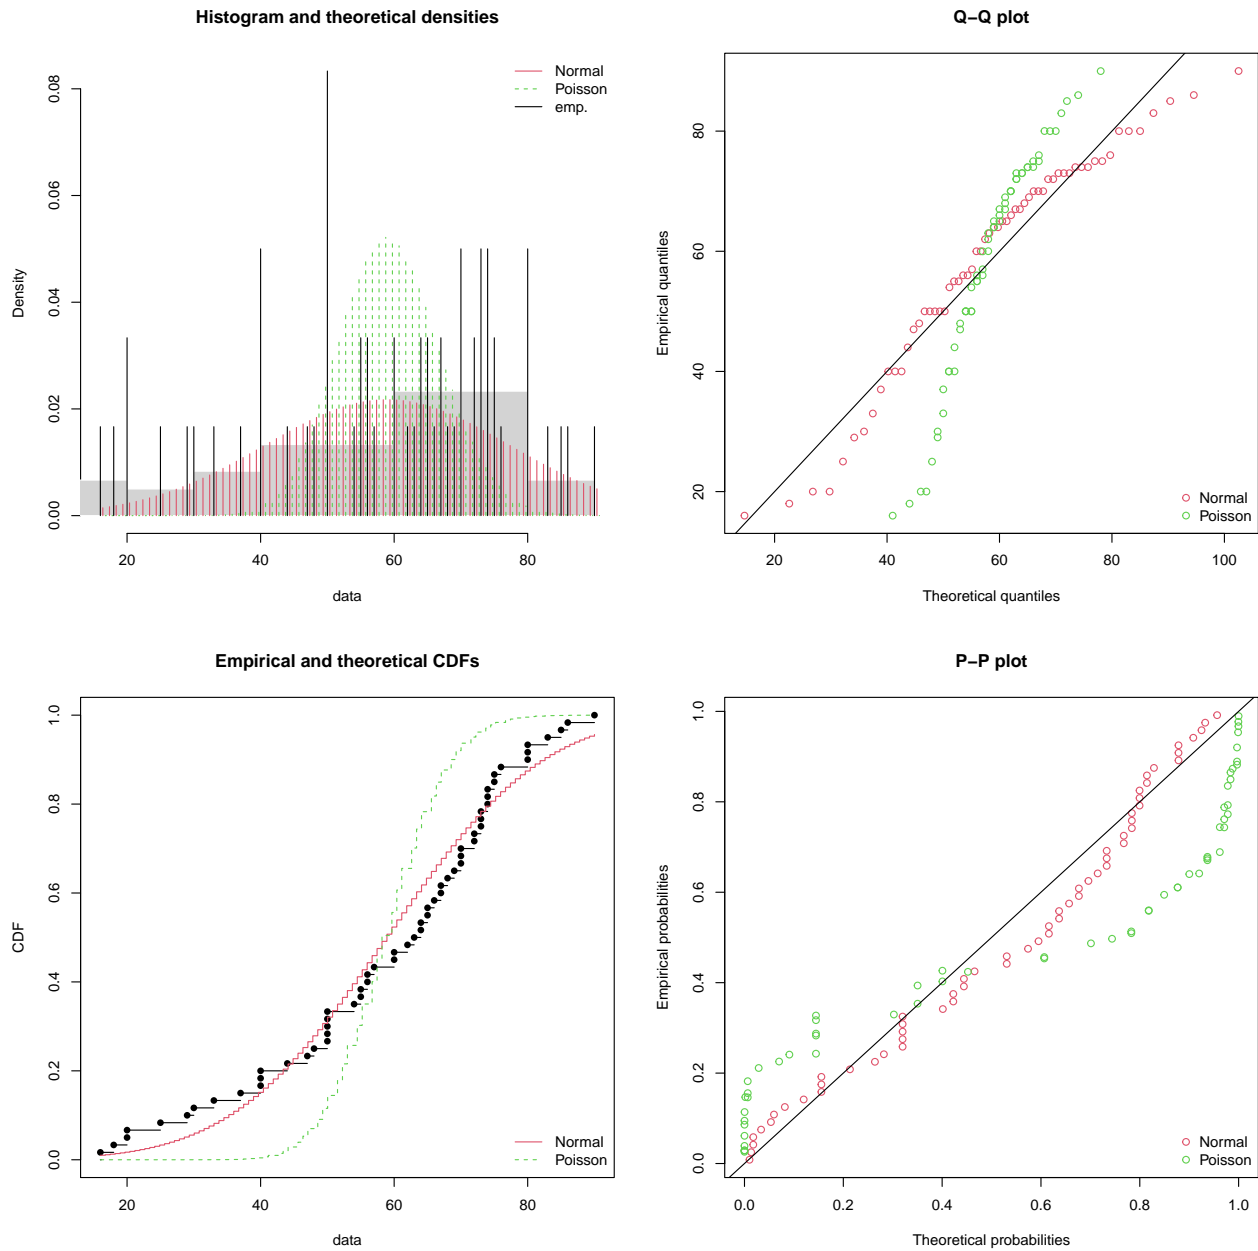 Histogram and theoretical densities
Density
0.00
0.02
0.04
0.06
0.08
20
40
60
80
data
Normal
Poisson
emp.
Q−Q plot
Empirical quantiles
20
40
60
80
20
40
60
80
100
Theoretical quantiles
Normal
Poisson
Empirical and theoretical CDFs
CDF
0.0
0.2
0.4
0.6
0.8
1.0
20
40
60
80
data
Normal
Poisson
P−P plot
Empirical probabilities
0.0
0.2
0.4
0.6
0.8
1.0
0.0
0.2
0.4
0.6
0.8
1.0
Theoretical probabilities
Normal
Poisson